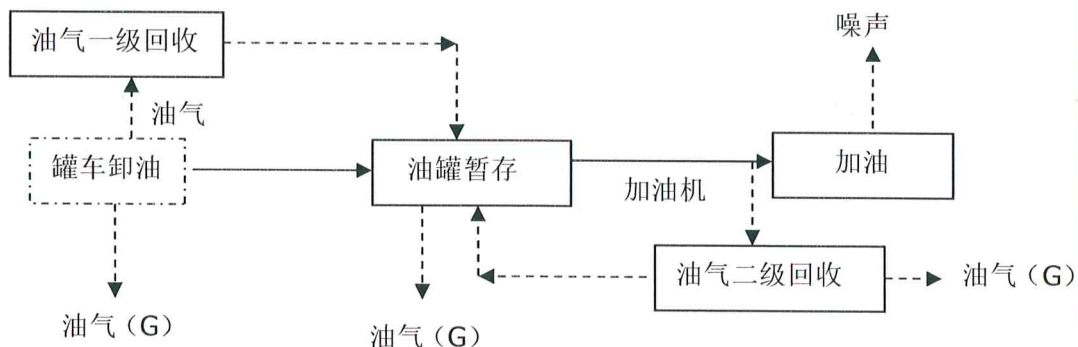 噪声
油气一级回收
油气
罐车卸油
油罐暂存
加油
加油机
油气二级回收
油气（G）
油气（G）
油气（G）